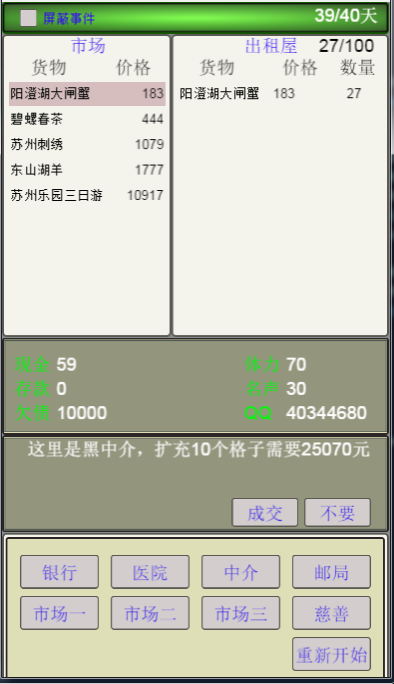 屏蔽事件 39/40天
市场
货物 价格
阳澄湖大闸蟹 183
碧螺春茶 444
苏州刺绣 1079
东山湖羊 1777
苏州乐园三日游 10917
出租屋 27/100
货物 价格 数量
阳澄湖大闸蟹 183 27
现金 59 体力 70
存款 0 名声 30
欠债 10000 QQ 40344680
这里是黑中介，扩充10个格子需要25070元
成交 不要
银行 医院 中介 邮局
市场一 市场二 市场三 慈善
重新开始